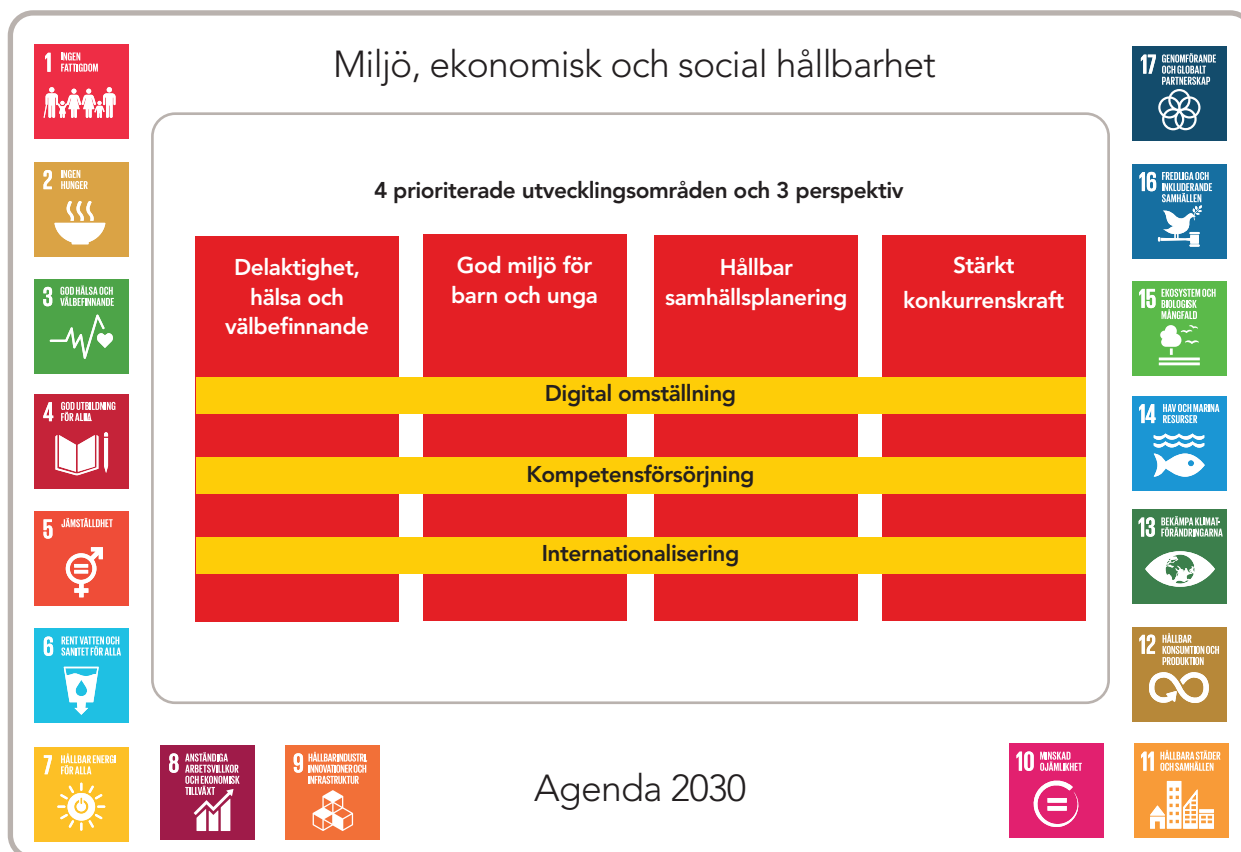 Miljö, ekonomisk och social hållbarhet
4 prioriterade utvecklingsområden och 3 perspektiv
Delaktighet,
hälsa och
välbefinnande
God miljö för
barn och unga
Hållbar
samhällsplanering
Stärkt
konkurrenskraft
Digital omställning
Kompetensförsörjning
Internationalisering
Agenda 2030
1 INGEN
FATTIGDOM
2 INGEN
HUNGER
3 GOD HÄLSA OCH
VÄLBEFINNANDE
4 GOD UTBILDNING
FÖR ALLA
5 JÄMSTÄLLDHET
6 RENT VATTEN OCH
SANITET FÖR ALLA
7 HÅLLBAR ENERGI
FÖR ALLA
8 ANSTÄNDIGA
ARBETSVILLKOR
OCH EKONOMISK
TILLVÄXT
9 HÅLLBAR INDUSTRI,
INNOVATIONER OCH
INFRASTRUKTUR
10 MINSKAD
OJÄMLIKHET
11 HÅLLBARA STÄDER
OCH SAMHÄLLEN
12 HÅLLBAR
KONSUMTION OCH
PRODUKTION
13 BEKÄMPA KLIMAT-
FÖRÄNDRINGARNA
14 HAV OCH MARINA
RESURSER
15 EKOSYSTEM OCH
BIOLOGISK
MÅNGFALD
16 FREDLIGA OCH
INKLUDERANDE
SAMHÄLLEN
17 GENOMFÖRANDE
OCH GLOBALT
PARTNERSKAP